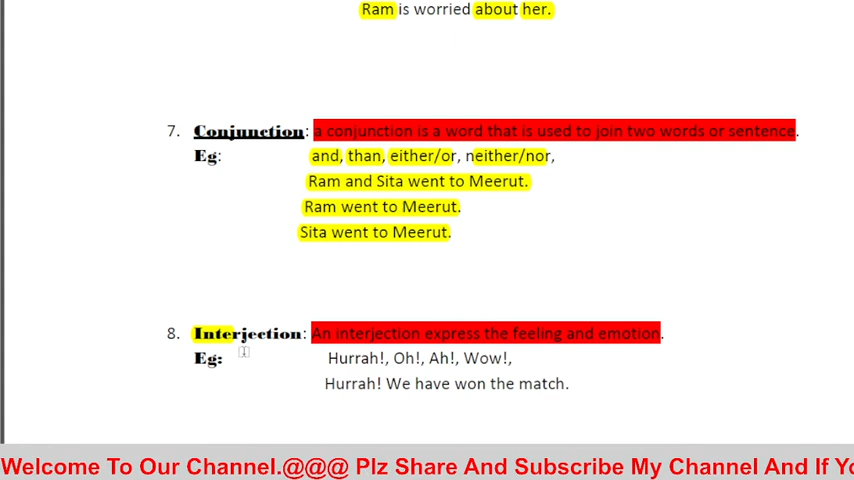 Ram is worried about her.
7. Conjunction: a conjunction is a word that is used to join two words or sentence.
Eg: and, than, either/or, neither/nor,
Ram and Sita went to Meerut.
Ram went to Meerut.
Sita went to Meerut.
8. Interjection: An interjection express the feeling and emotion.
Eg: Hurrah!, Oh!, Ah!, Wow!,
Hurrah! We have won the match.
Welcome To Our Channel.@@@ Plz Share And Subscribe My Channel And If Yo